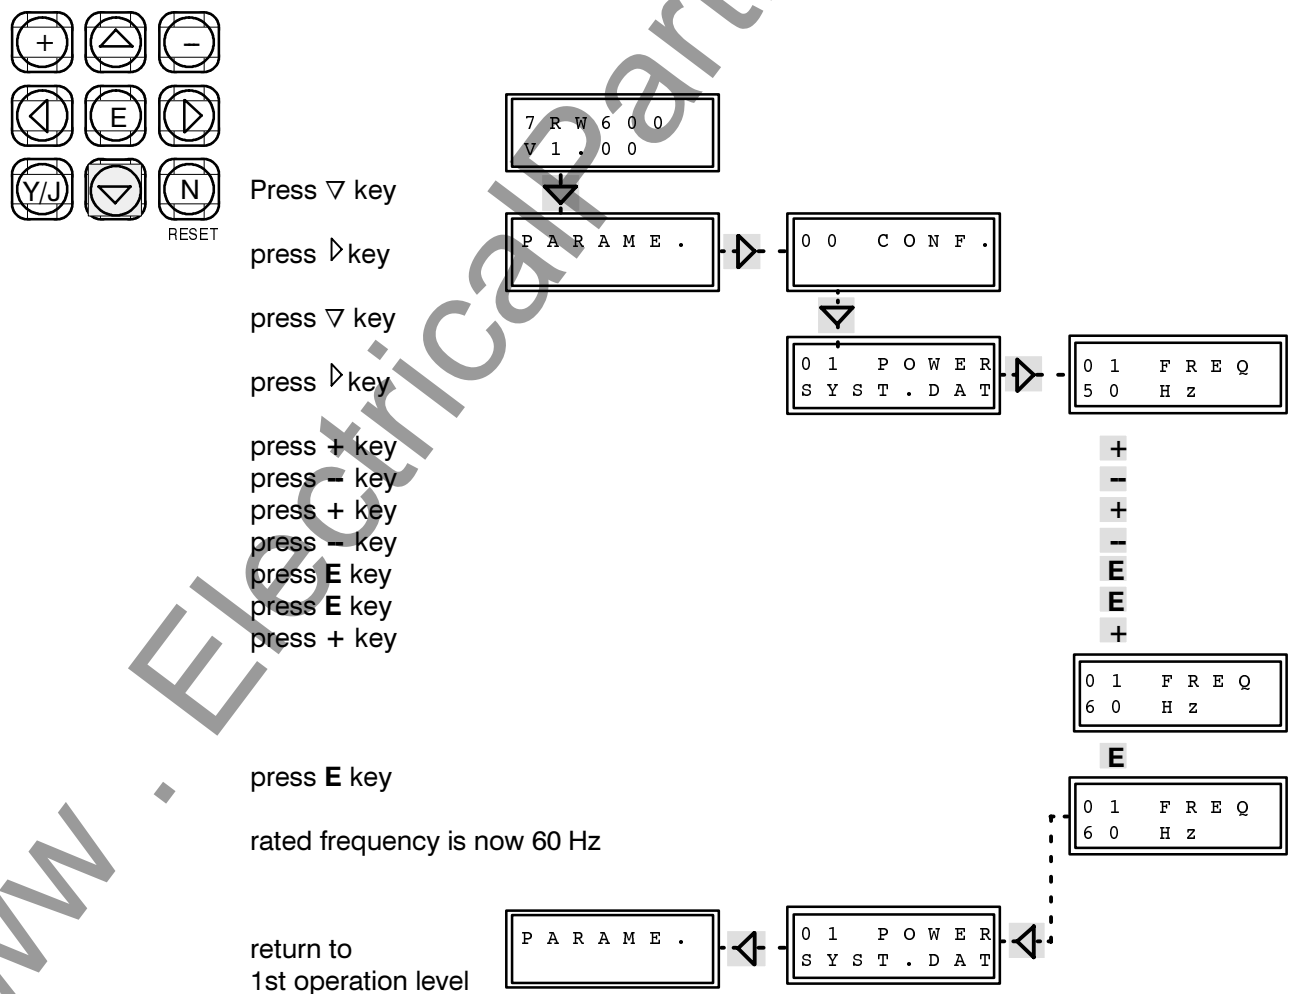 + −
E
Y/J N
RESET
7RW600
V1.00
Press ▽ key
PARAME.
00 CONF.
press ▷ key
press ▽ key
01 POWER
SYST.DAT
01 FREQ
50 Hz
press ▷ key
press + key
press -- key
press + key
press -- key
press E key
press E key
press + key
+
--
+
--
E
E
+
01 FREQ
60 Hz
press E key
E
01 FREQ
60 Hz
rated frequency is now 60 Hz
return to
1st operation level
PARAME.
01 POWER
SYST.DAT
ww . ElectricalPar